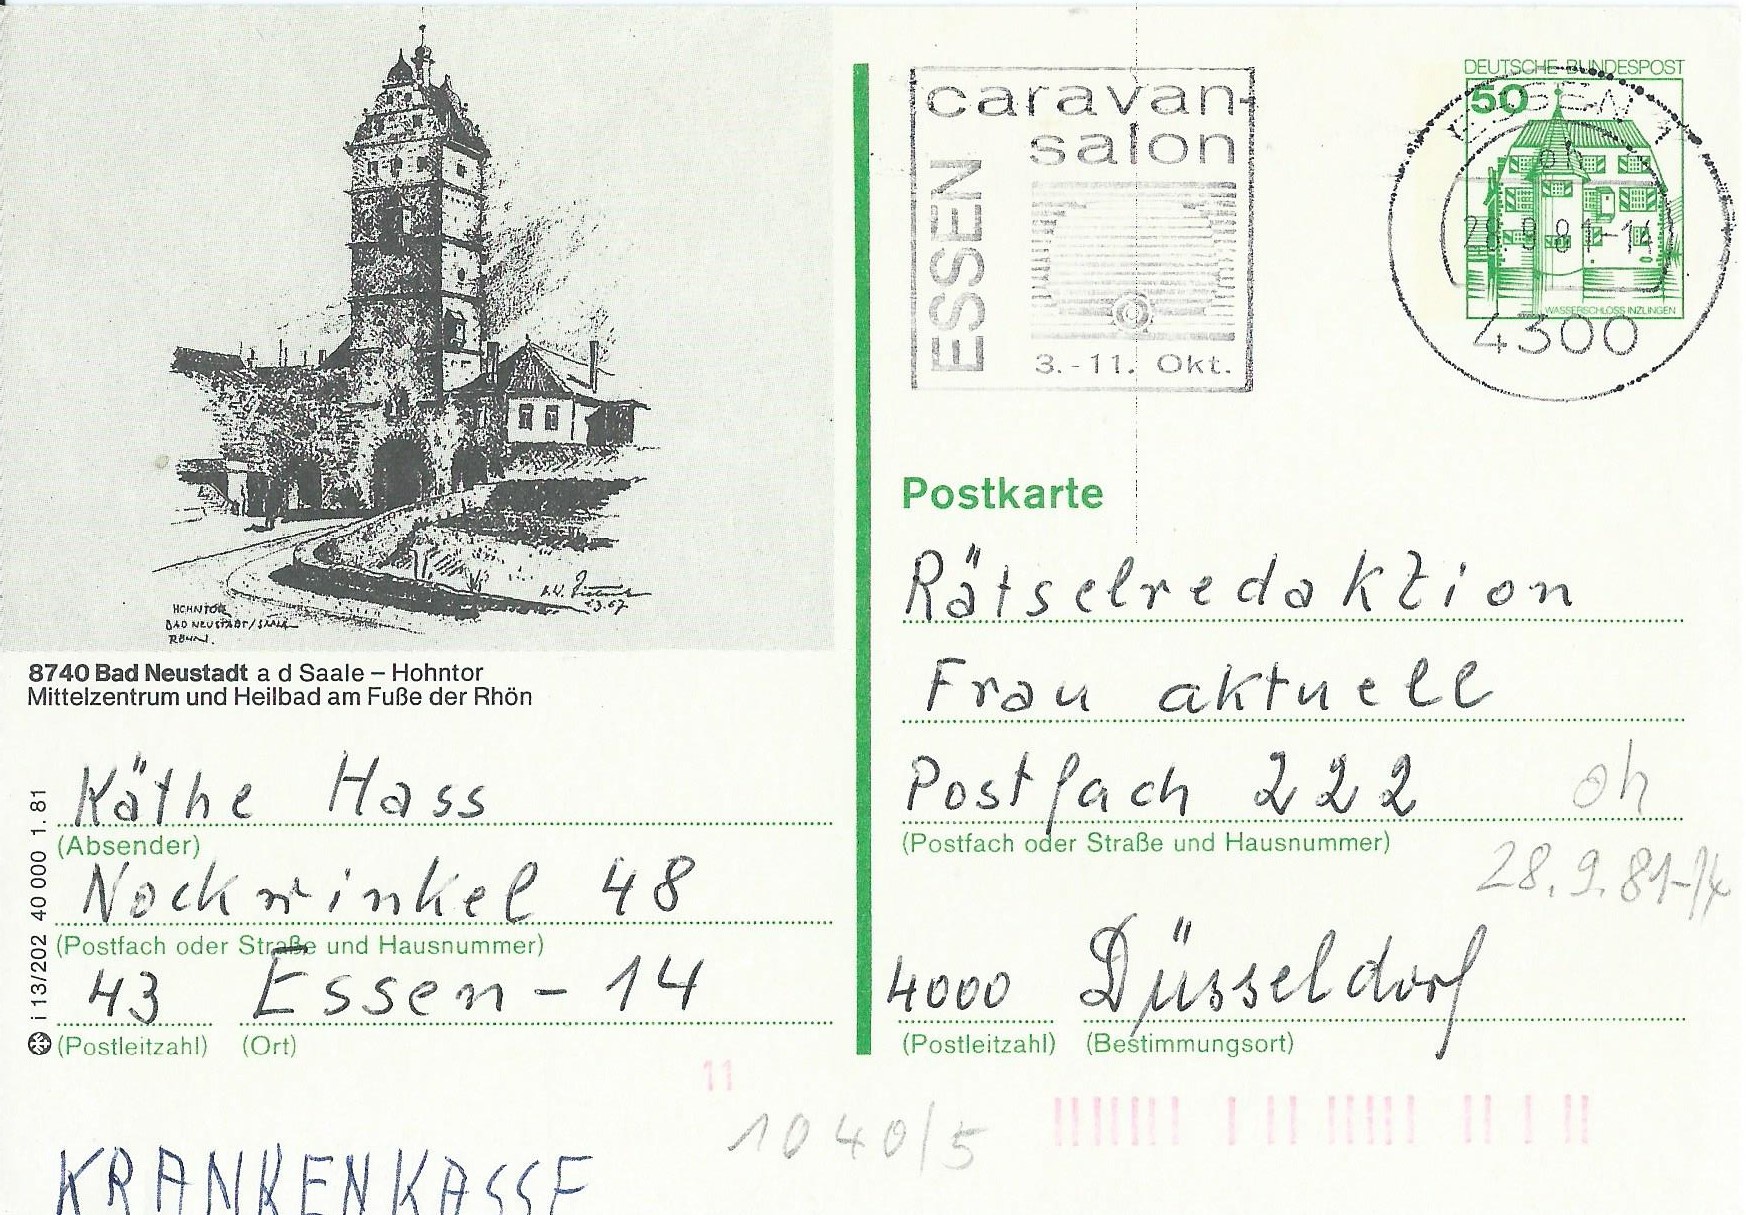 HOHNTOR
BAD NEUSTADT/SAALE
RHÖN.
8740 Bad Neustadt a d Saale – Hohntor
Mittelzentrum und Heilbad am Fuße der Rhön
Käthe Hass
(Absender)
Nockwinkel 48
(Postfach oder Straße und Hausnummer)
43 Essen - 14
(Postleitzahl) (Ort)
i 13/202 40 000 1.81
KRANKENKASSE
caravan-
salon
ESSEN
3.-11. Okt.
DEUTSCHE BUNDESPOST
50
WASSERSCHLOSS INZLINGEN
ESSEN 1
oh
28.9.81-14
4300
Postkarte
Rätselredaktion
Frau aktuell
Postfach 222
(Postfach oder Straße und Hausnummer)
oh
28.9.81-14
4000 Düsseldorf
(Postleitzahl) (Bestimmungsort)
11
1040/5